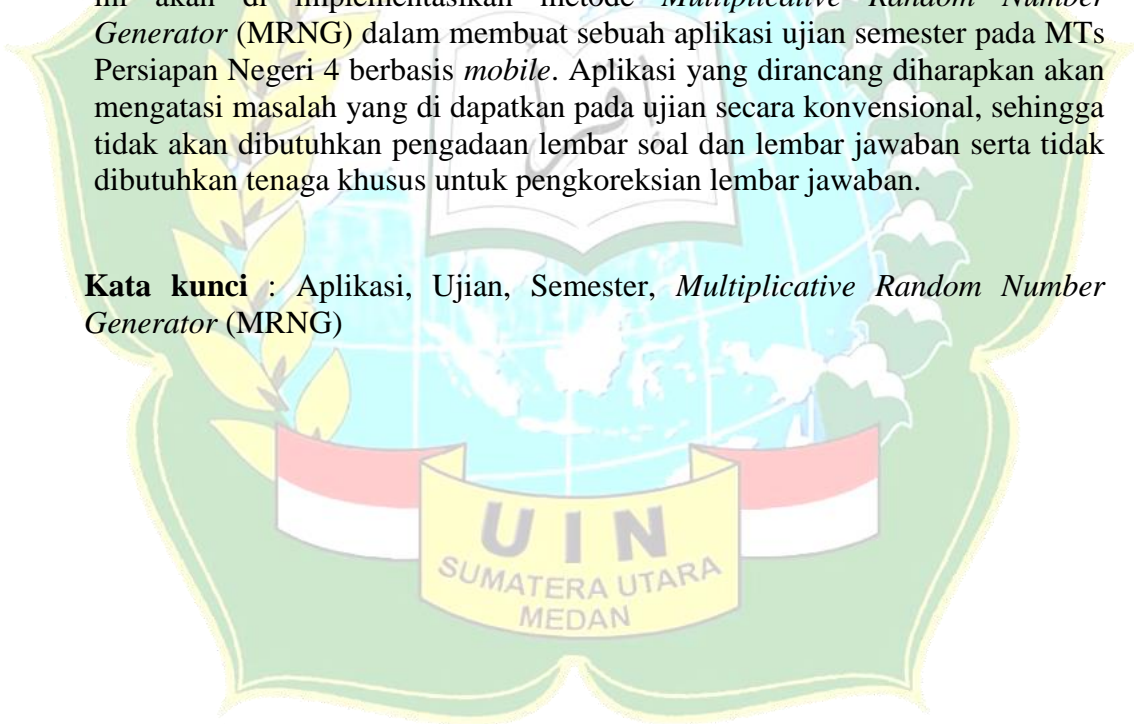 ini akan di implementasikan metode Multiplicative Random Number
Generator (MRNG) dalam membuat sebuah aplikasi ujian semester pada MTs
Persiapan Negeri 4 berbasis mobile. Aplikasi yang dirancang diharapkan akan
mengatasi masalah yang di dapatkan pada ujian secara konvensional, sehingga
tidak akan dibutuhkan pengadaan lembar soal dan lembar jawaban serta tidak
dibutuhkan tenaga khusus untuk pengkoreksian lembar jawaban.
Kata kunci : Aplikasi, Ujian, Semester, Multiplicative Random Number
Generator (MRNG)
UIN
SUMATERA UTARA
MEDAN